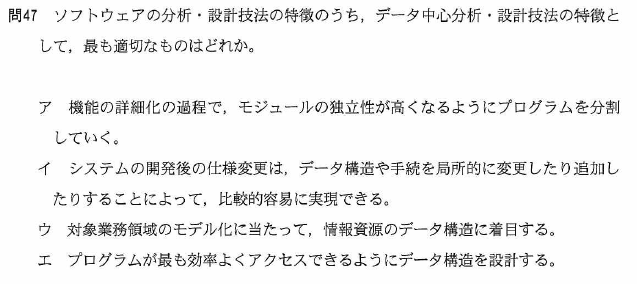 問47　ソフトウェアの分析・設計技法の特徴のうち，データ中心分析・設計技法の特徴と
して，最も適切なものはどれか。
ア　機能の詳細化の過程で，モジュールの独立性が高くなるようにプログラムを分割
していく。
イ　システムの開発後の仕様変更は，データ構造や手続を局所的に変更したり追加し
たりすることによって，比較的容易に実現できる。
ウ　対象業務領域のモデル化に当たって，情報資源のデータ構造に着目する。
エ　プログラムが最も効率よくアクセスできるようにデータ構造を設計する。